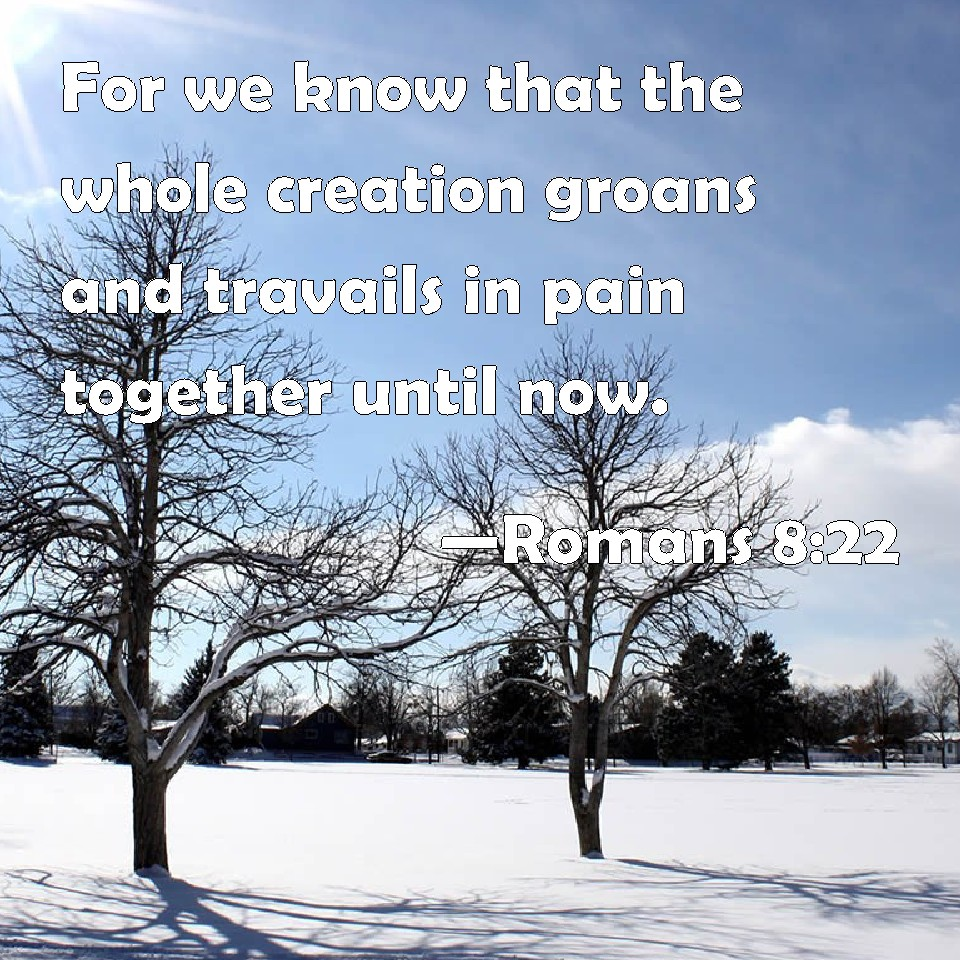 For we know that the
whole creation groans
and travails in pain
together until now.
—Romans 8:22